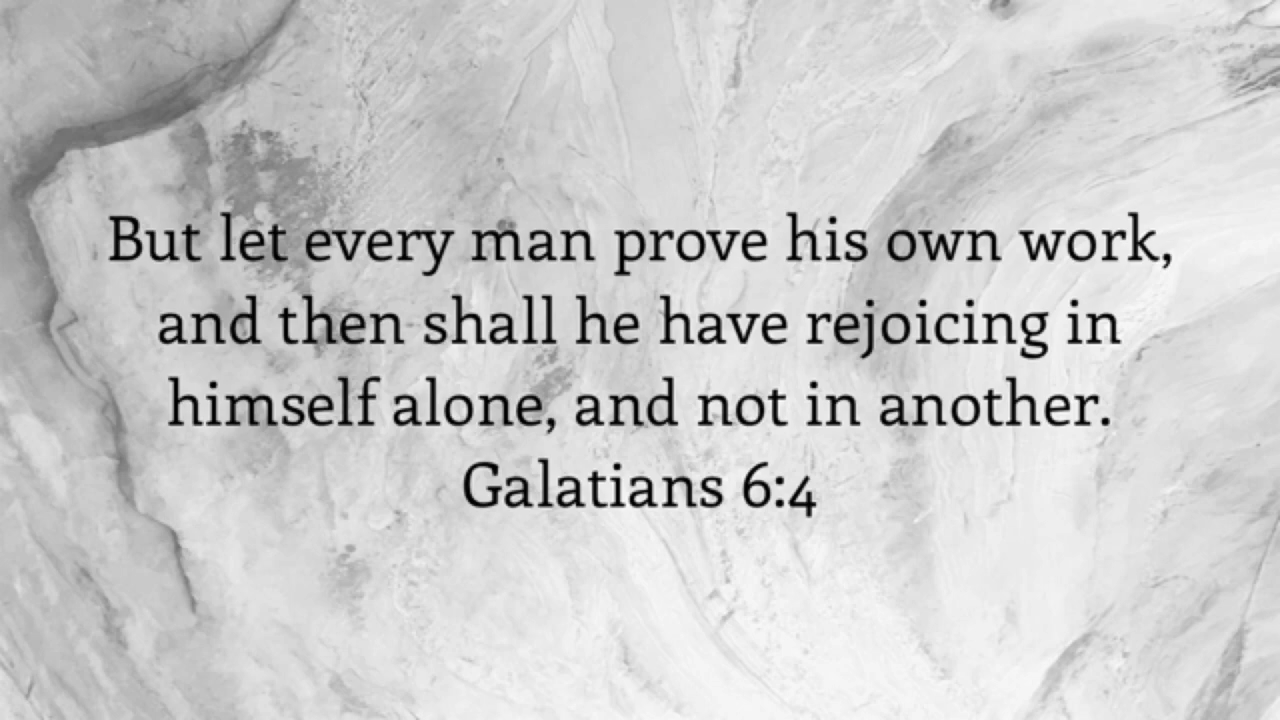 But let every man prove his own work,
and then shall he have rejoicing in
himself alone, and not in another.
Galatians 6:4